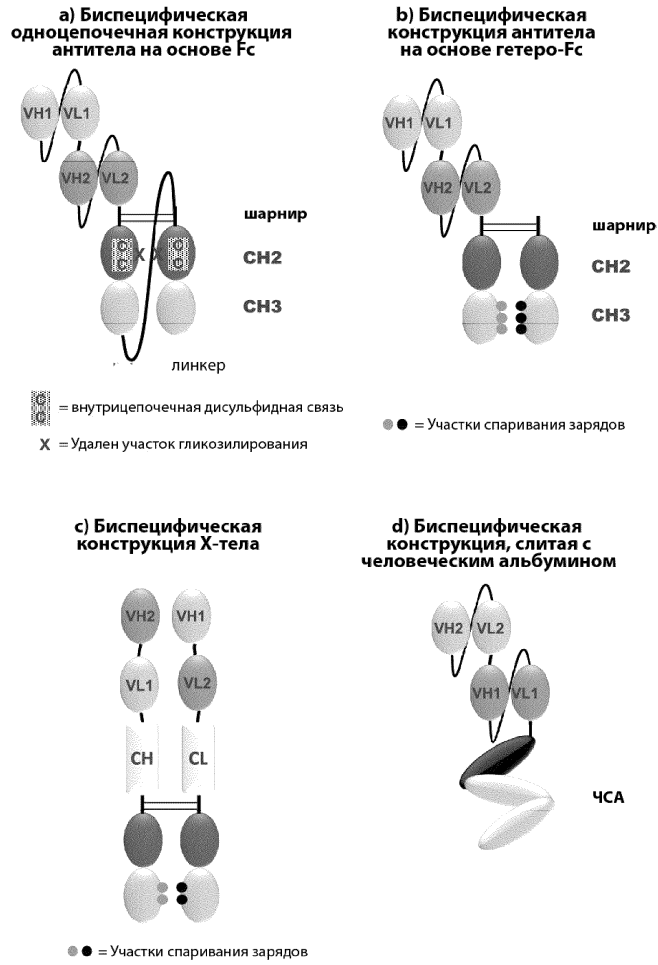 a) Биспецифическая
одноцепочечная конструкция
антитела на основе Fc
VH1 VL1
VH2 VL2
шарнир
C C X X C C
CH2
CH3
линкер
C C = внутрицепочечная дисульфидная связь
X = Удален участок гликозилирования
b) Биспецифическая
конструкция антитела
на основе гетеро-Fc
VH1 VL1
VH2 VL2
шарнир
CH2
CH3
= Участки спаривания зарядов
c) Биспецифическая
конструкция X-тела
VH2 VH1
VL1 VL2
CH CL
= Участки спаривания зарядов
d) Биспецифическая
конструкция, слитая с
человеческим альбумином
VH2 VL2
VH1 VL1
ЧСА